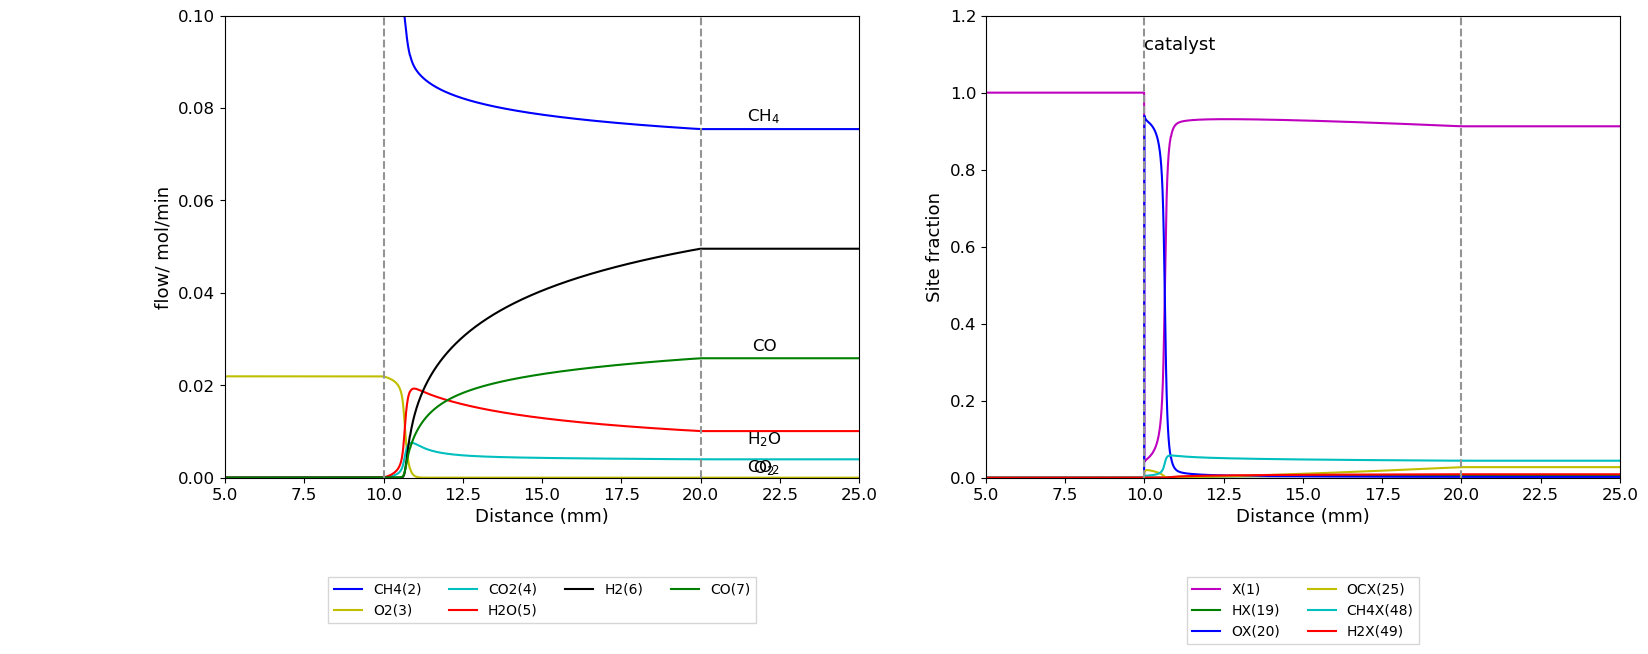 0.10
0.08
0.06
0.04
0.02
0.00
flow/ mol/min
CH4
CO
H2O
CO2
O2
5.0 7.5 10.0 12.5 15.0 17.5 20.0 22.5 25.0
Distance (mm)
CH4(2) CO2(4) H2(6) CO(7)
O2(3) H2O(5)
1.2
1.0
0.8
0.6
0.4
0.2
0.0
Site fraction
catalyst
5.0 7.5 10.0 12.5 15.0 17.5 20.0 22.5 25.0
Distance (mm)
X(1) OCX(25)
HX(19) CH4X(48)
OX(20) H2X(49)